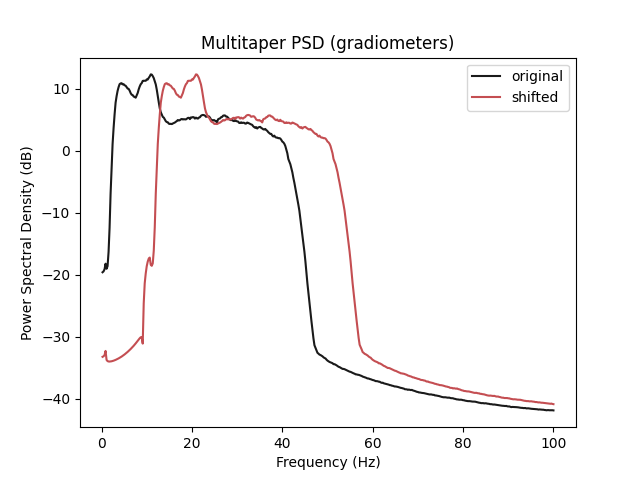 Multitaper PSD (gradiometers)
original
shifted
Power Spectral Density (dB)
10
0
−10
−20
−30
−40
0 20 40 60 80 100
Frequency (Hz)